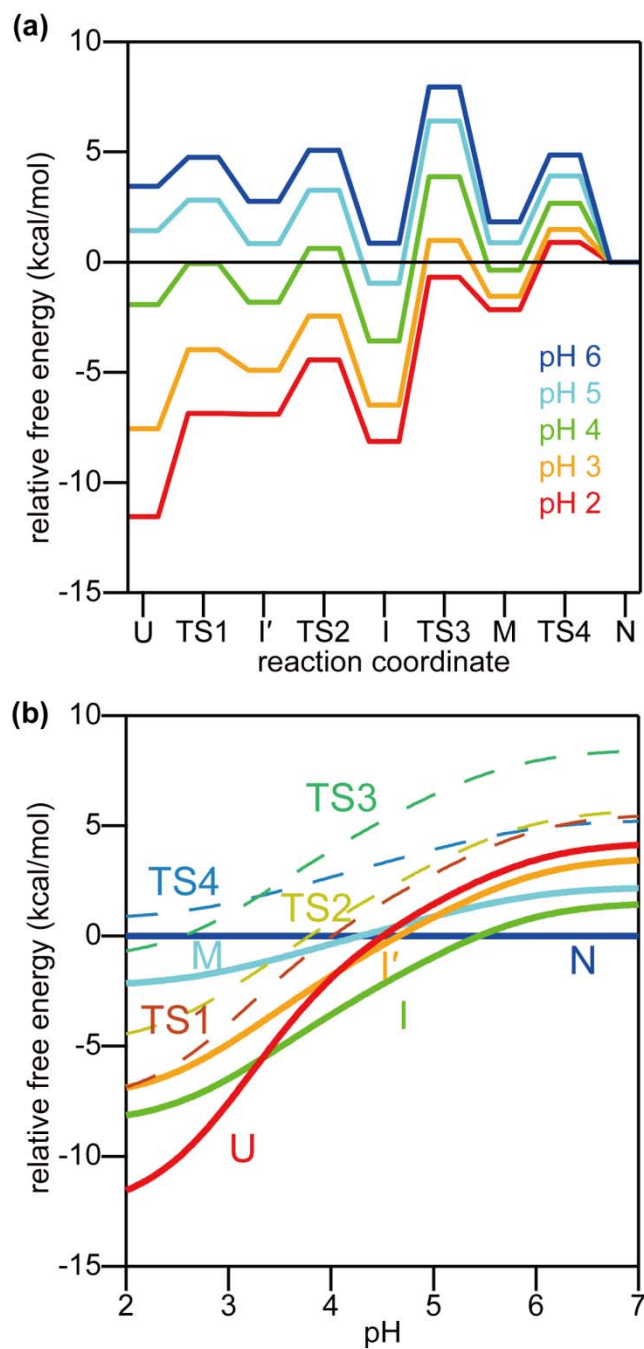 (a)
10
5
0
-5
-10
-15
relative free energy (kcal/mol)
pH 6
pH 5
pH 4
pH 3
pH 2
U TS1 I′ TS2 I TS3 M TS4 N
reaction coordinate
(b)
10
5
0
-5
-10
-15
relative free energy (kcal/mol)
TS3
TS4
TS2
M
I′
N
TS1
I
U
2 3 4 5 6 7
pH